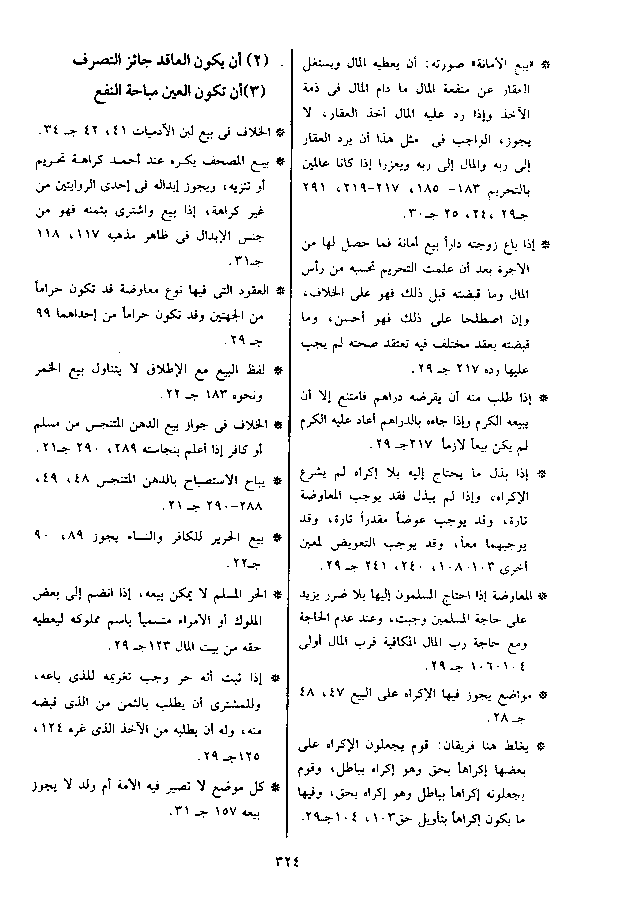 * «بيع الأمانة» صورته: أن يعطيه المال ويستغل
العقار عن منفعة المال ما دام المال فى ذمة
الآخذ وإذا رد عليه المال أخذ العقار، لا
يجوز، الواجب فى مثل هذا أن يرد العقار
إلى ربه والمال إلى ربه ويعزرا إذا كانا عالمين
بالتحريم ١٨٣- ١٨٥، ٢١٧-٢١٩، ٢٩١
جـ٢٩ ،٢٤، ٢٥ جـ٣٠.
* إذا باع زوجته داراً بيع أمانة فما حصل لها من
الأجرة بعد أن علمت التحريم تحسبه من رأس
المال وما قبضته قبل ذلك فهو على الخلاف،
وإن اصطلحا على ذلك فهو أحسن، وما
قبضته بعقد مختلف فيه تعتقد صحته لم يجب
عليها رده ٢١٧ جـ ٢٩.
* إذا طلب منه أن يقرضه دراهم فامتنع إلا أن
يبيعه الكرم وإذا جاءه بالدراهم أعاد عليه الكرم
لم يكن بيعاً لازماً ٢١٧جـ ٢٩.
* إذا بذل ما يحتاج إليه بلا إكراه لم يشرع
الإكراه، وإذا لم يبذل فقد يوجب المعاوضة
تارة، وقد يوجب عوضاً مقدراً تارة، وقد
يوجبهما معاً، وقد يوجب التعويض لمعين
أخرى ١٠٣-١٠٨، ٢٤٠، ٢٤١ جـ ٢٩.
* المعاوضة إذا احتاج المسلمون إليها بلا ضرر يزيد
على حاجة المسلمين وجبت، وعند عدم الحاجة
ومع حاجة رب المال المكافية فرب المال أولى
١٠٤-١٠٦ جـ ٢٩.
* مواضع يجوز فيها الإكراه على البيع ٤٧، ٤٨
جـ ٢٨.
* يغلط هنا فريقان: قوم يجعلون الإكراه على
بعضها إكراهاً بحق وهو إكراه بباطل، وقوم
يجعلونه إكراهاً بباطل وهو إكراه بحق، وفيها
ما يكون إكراهاً بتأويل حق١٠٣، ١٠٤جـ٢٩.
(٢) أن يكون العاقد جائز التصرف
(٣)أن تكون العين مباحة النفع
* الخلاف فى بيع لبن الآدميات ٤١، ٤٢ جـ ٣٤.
* بيع المصحف يكره عند أحمد كراهة تحريم
أو تنزيه، ويجوز إبداله فى إحدى الروايتين من
غير كراهة، إذا بيع واشترى بثمنه فهو من
جنس الإبدال فى ظاهر مذهبه ١١٧، ١١٨
جـ٣١.
* العقود التى فيها نوع معاوضة قد تكون حراماً
من الجهتين وقد تكون حراماً من إحداهما ٩٩
جـ ٢٩.
* لفظ البيع مع الإطلاق لا يتناول بيع الخمر
ونحوه ١٨٣ جـ ٢٢.
* الخلاف فى جواز بيع الدهن المتنجس من مسلم
أو كافر إذا أعلم بنجاسته ٢٨٩، ٢٩٠ جـ٢١.
* يباح الاستصباح بالدهن المتنجس ٤٨، ٤٩،
٢٨٨-٢٩٠ جـ ٢١.
* بيع الحرير للكافر والنساء يجوز ٨٩، ٩٠
جـ٢٢.
* الحر المسلم لا يمكن بيعه، إذا انضم إلى بعض
الملوك أو الأمراء متسمياً باسم مملوكه ليعطيه
حقه من بيت المال ١٢٣جـ ٢٩.
* إذا ثبت أنه حر وجب تغريمه للذى باعه،
وللمشترى أن يطلب بالثمن من الذى قبضه
منه، وله أن يطلبه من الآخذ الذى غره ١٢٤،
١٢٥جـ ٢٩.
* كل موضع لا تصير فيه الأمة أم ولد لا يجوز
بيعه ١٥٧ جـ ٣١.
٣٢٤